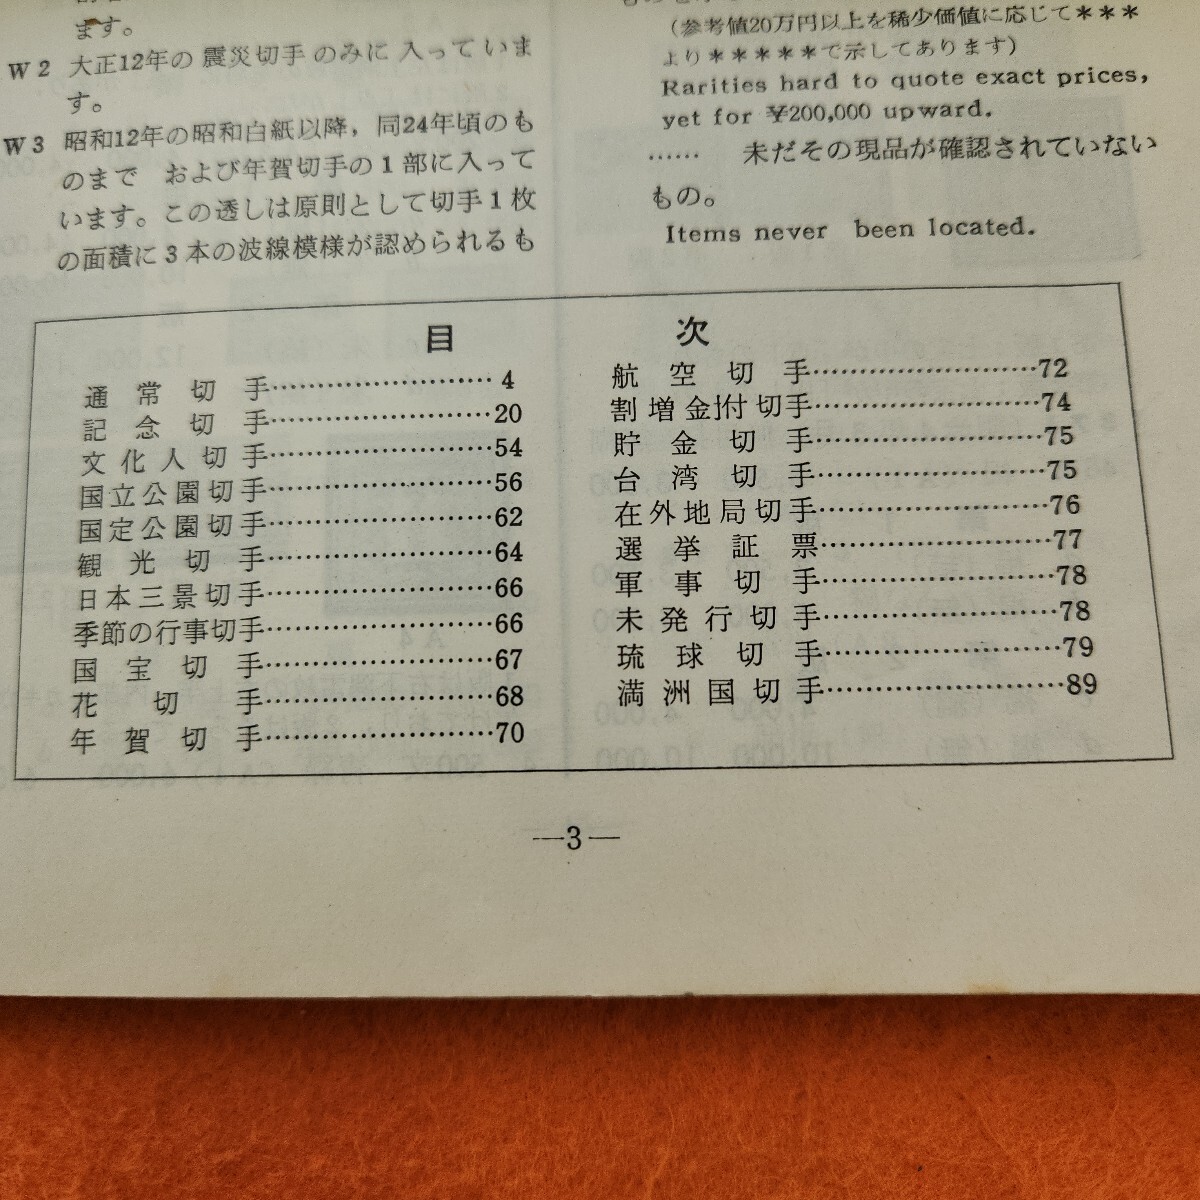 ます。
W2 大正12年の震災切手のみに入っていま
す。
W3 昭和12年の昭和白紙以降，同24年頃のも
のまで および年賀切手の1部に入って
います。この透しは原則として切手1枚
の面積に3本の波線模様が認められるも
（参考値20万円以上を稀少価値に応じて＊＊＊
より＊＊＊＊＊で示してあります）
Rarities hard to quote exact prices,
yet for ¥200,000 upward.
…… 未だその現品が確認されていない
もの。
Items never been located.
目 次
通常切手……………………4
記念切手……………………20
文化人切手……………………54
国立公園切手……………………56
国定公園切手……………………62
観光切手……………………64
日本三景切手……………………66
季節の行事切手……………………66
国宝切手……………………67
花切手……………………68
年賀切手……………………70
航空切手……………………72
割増金付切手……………………74
貯金切手……………………75
台湾切手……………………75
在外地局切手……………………76
選挙証票……………………77
軍事切手……………………78
未発行切手……………………78
琉球切手……………………79
満洲国切手……………………89
—3—